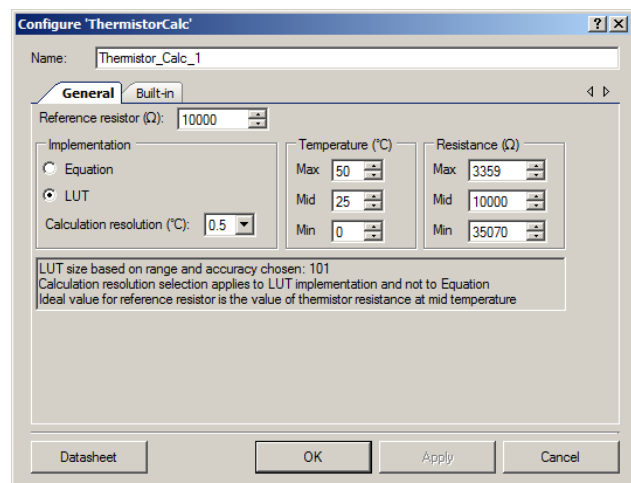 Configure 'ThermistorCalc'
? X
Name: Thermistor_Calc_1
General Built-in
Reference resistor (Ω): 10000
Implementation
Equation
LUT
Calculation resolution (°C): 0.5
Temperature (°C)
Max 50
Mid 25
Min 0
Resistance (Ω)
Max 3359
Mid 10000
Min 35070
LUT size based on range and accuracy chosen: 101
Calculation resolution selection applies to LUT implementation and not to Equation
Ideal value for reference resistor is the value of thermistor resistance at mid temperature
Datasheet OK Apply Cancel